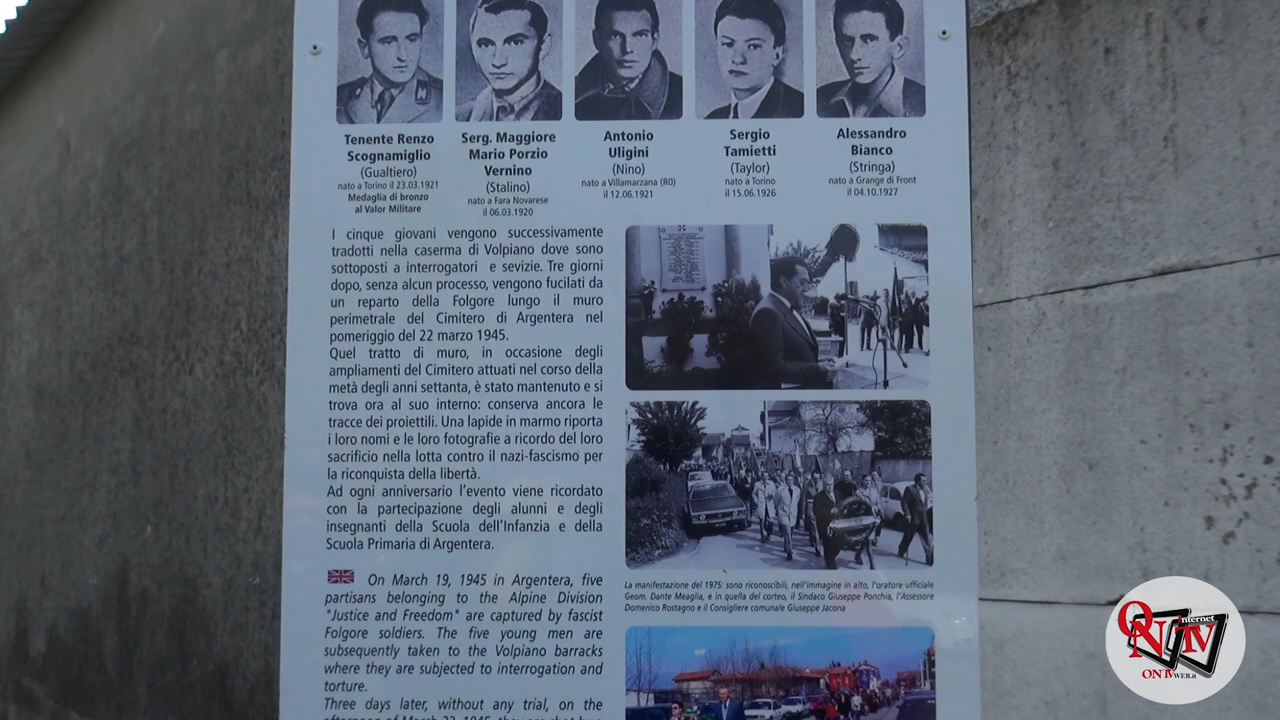 Tenente Renzo
Scognamiglio
(Gualtiero)
nato a Torino il 23.03.1921
Medaglia di bronzo
al Valor Militare
Serg. Maggiore
Mario Porzio
Vernino
(Stalino)
nato a Fara Novarese
il 06.03.1920
Antonio
Uligini
(Nino)
nato a Villamarzana (RO)
il 12.06.1921
Sergio
Tamietti
(Taylor)
nato a Torino
il 15.06.1926
Alessandro
Bianco
(Stringa)
nato a Grange di Front
il 04.10.1927
I cinque giovani vengono successivamente
tradotti nella caserma di Volpiano dove sono
sottoposti a interrogatori e sevizie. Tre giorni
dopo, senza alcun processo, vengono fucilati da
un reparto della Folgore lungo il muro
perimetrale del Cimitero di Argentera nel
pomeriggio del 22 marzo 1945.
Quel tratto di muro, in occasione degli
ampliamenti del Cimitero attuati nel corso della
metà degli anni settanta, è stato mantenuto e si
trova ora al suo interno: conserva ancora le
tracce dei proiettili. Una lapide in marmo riporta
i loro nomi e le loro fotografie a ricordo del loro
sacrificio nella lotta contro il nazi-fascismo per
la riconquista della libertà.
Ad ogni anniversario l'evento viene ricordato
con la partecipazione degli alunni e degli
insegnanti della Scuola dell'Infanzia e della
Scuola Primaria di Argentera.
On March 19, 1945 in Argentera, five
partisans belonging to the Alpine Division
"Justice and Freedom" are captured by fascist
Folgore soldiers. The five young men are
subsequently taken to the Volpiano barracks
where they are subjected to interrogation and
torture.
Three days later, without any trial, on the
afternoon of March 22, 1945, they are shot
La manifestazione del 1975: sono riconoscibili, nell'immagine in alto, l'oratore ufficiale
Geom. Dante Meaglia, e in quella del corteo, il Sindaco Giuseppe Ponchia, l'Assessore
Domenico Rostagno e il Consigliere comunale Giuseppe Jacona
ON
internet
TV
ON TVWEB.it